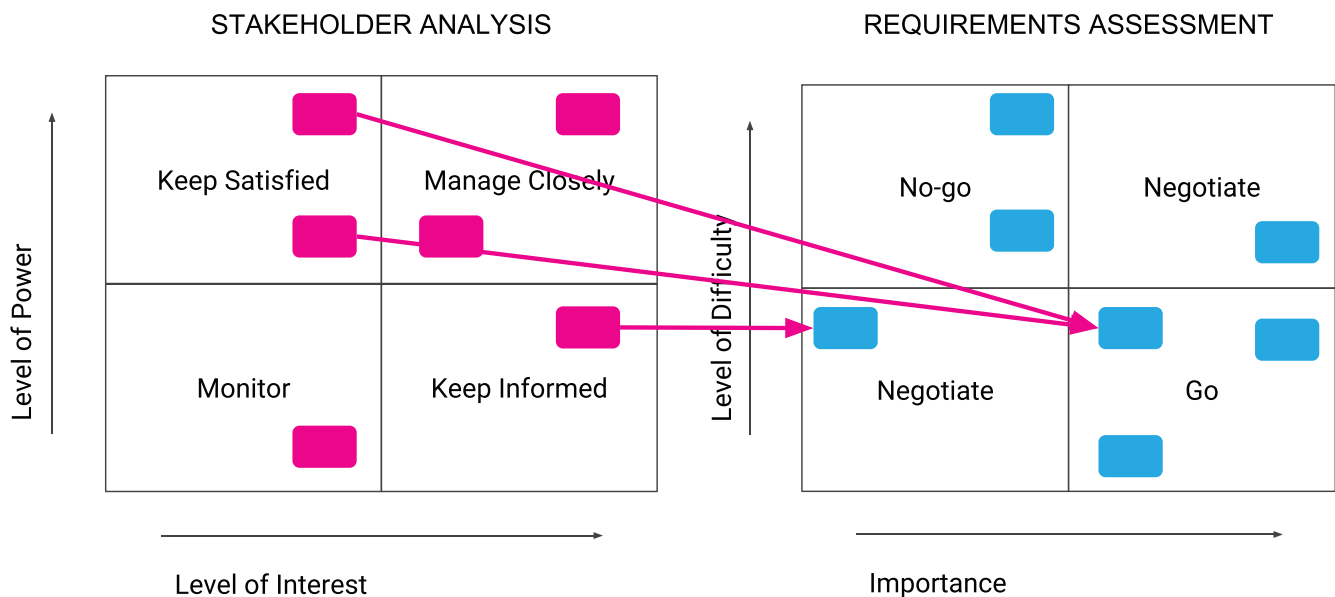 STAKEHOLDER ANALYSIS
Keep Satisfied
Manage Closely
Monitor
Keep Informed
Level of Power
Level of Interest
REQUIREMENTS ASSESSMENT
No-go
Negotiate
Negotiate
Go
Level of Difficulty
Importance